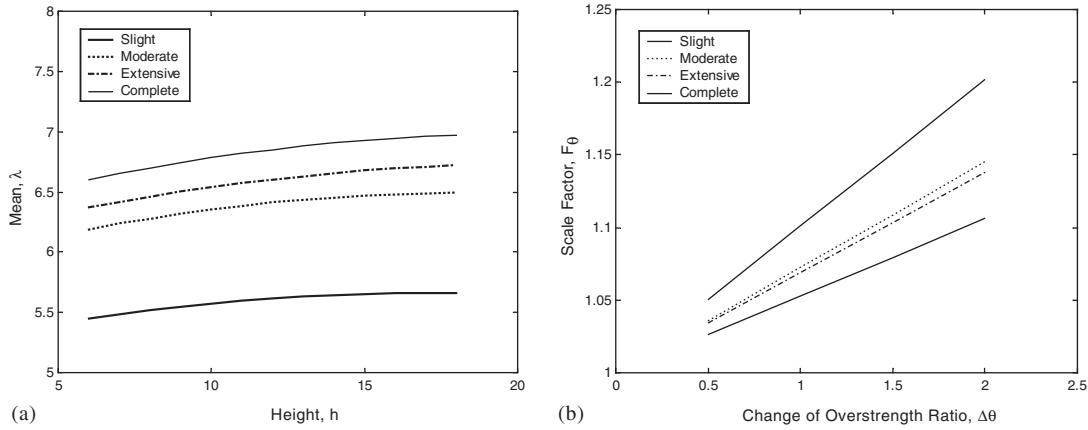 8
7.5
7
6.5
6
5.5
5
5
10
15
20
Mean, λ
Height, h
Slight
Moderate
Extensive
Complete
(a)
1.25
1.2
1.15
1.1
1.05
1
0
0.5
1
1.5
2
2.5
Scale Factor, Fθ
Change of Overstrength Ratio, Δθ
Slight
Moderate
Extensive
Complete
(b)